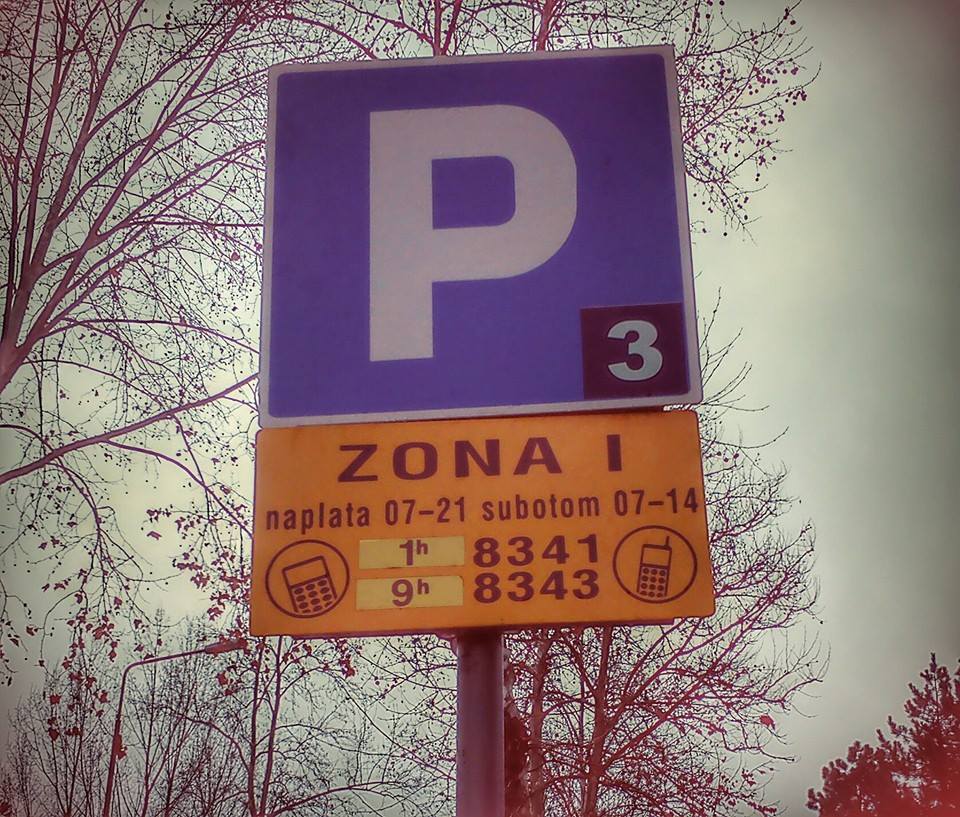 P
3
ZONA I
naplata 07-21 subotom 07-14
1h 8341
9h 8343